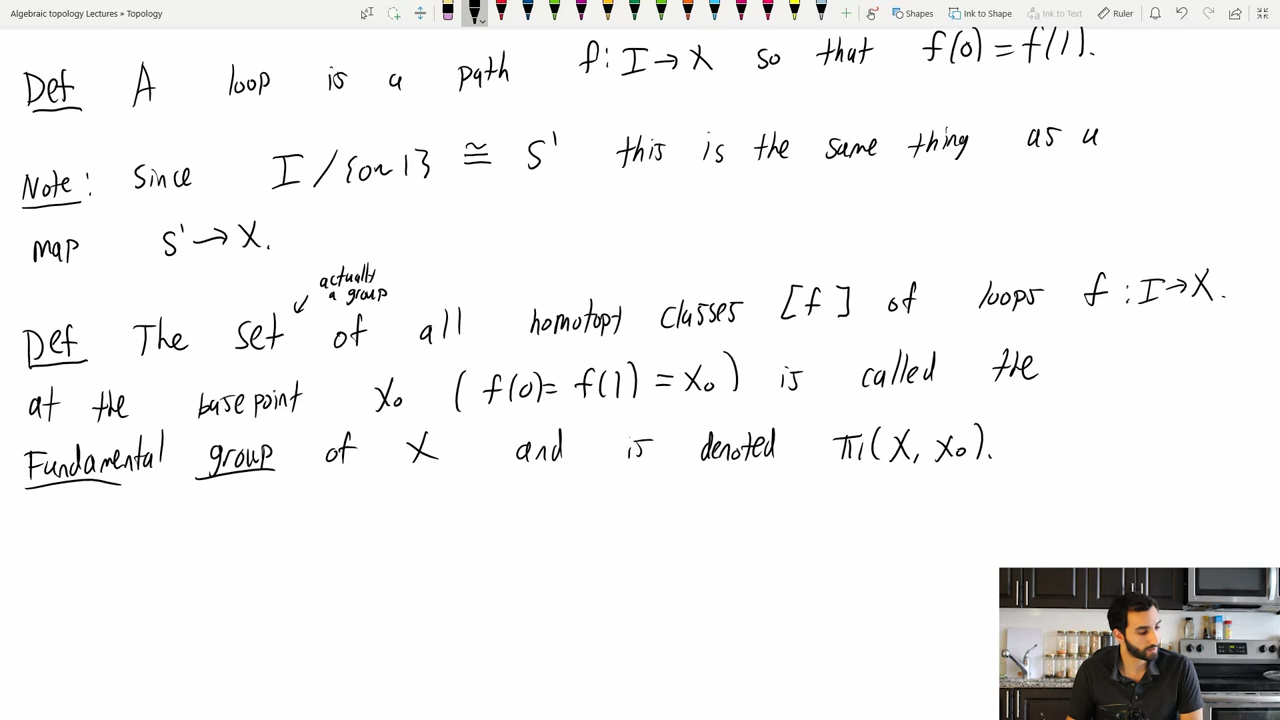 Algebraic topology Lectures » Topology
Shapes Ink to Shape Ink to Text Ruler
Def A loop is a path f: I → X so that f(0) = f(1).
Note: Since I / {0~1} ≅ S¹ this is the same thing as a
map S¹ → X.
actually
a group
Def The set of all homotopy classes [f] of loops f: I → X.
at the basepoint x₀ (f(0) = f(1) = x₀) is called the
Fundamental group of X and is denoted π₁(X, x₀).